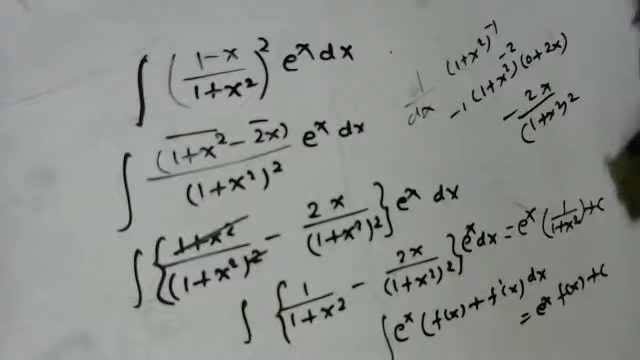 ∫ ((1-x)/(1+x²))² eˣ dx
d/dx (1+x²)⁻¹
-1(1+x²)⁻² (0+2x)
- 2x/(1+x²)²
∫ ((1+x² - 2x)/(1+x²)²) eˣ dx
∫ {(1+x²)/(1+x²)² - 2x/(1+x²)²} eˣ dx
∫ {1/(1+x²) - 2x/(1+x²)²} eˣ dx = eˣ (1/(1+x²)) + c
∫ eˣ (f(x) + f'(x) dx
= eˣ f(x) + c